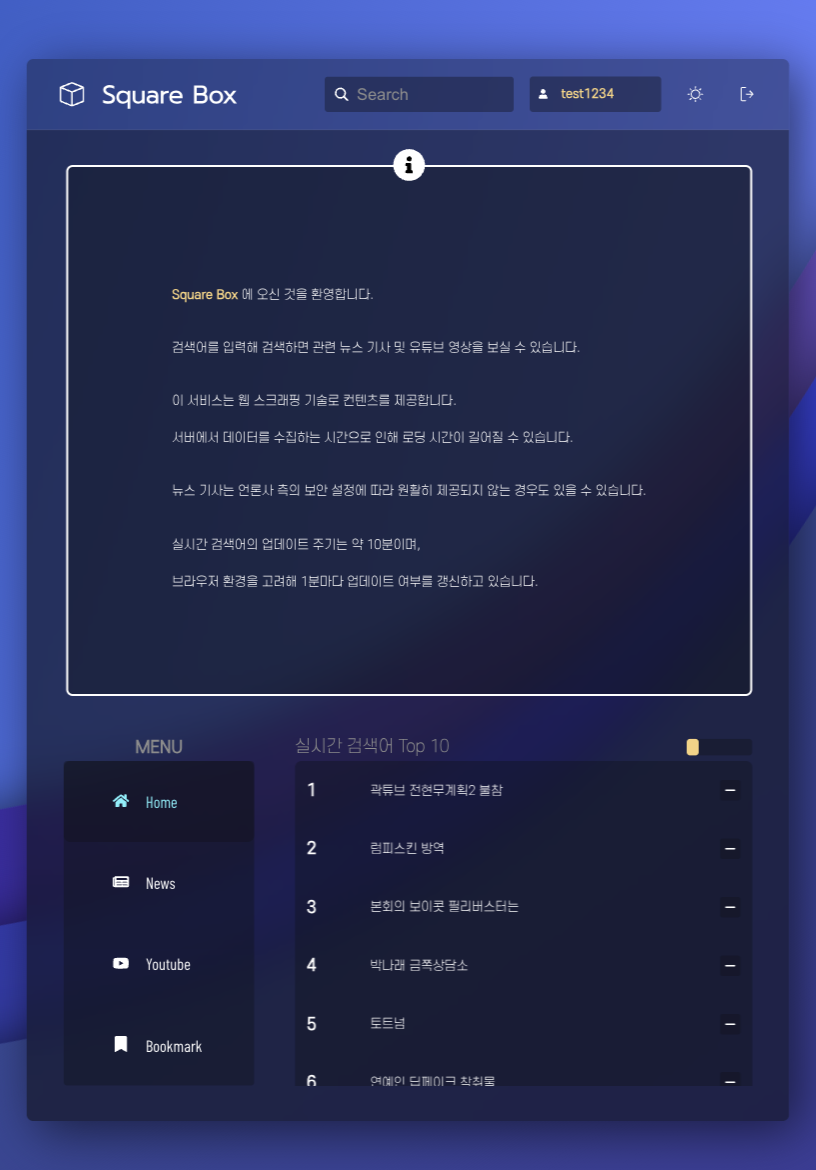 Square Box
Search
test1234
Square Box 에 오신 것을 환영합니다.
검색어를 입력해 검색하면 관련 뉴스 기사 및 유튜브 영상을 보실 수 있습니다.
이 서비스는 웹 스크래핑 기술로 컨텐츠를 제공합니다.
서버에서 데이터를 수집하는 시간으로 인해 로딩 시간이 길어질 수 있습니다.
뉴스 기사는 언론사 측의 보안 설정에 따라 원활히 제공되지 않는 경우도 있을 수 있습니다.
실시간 검색어의 업데이트 주기는 약 10분이며,
브라우저 환경을 고려해 1분마다 업데이트 여부를 갱신하고 있습니다.
MENU
Home
News
Youtube
Bookmark
실시간 검색어 Top 10
1 곽튜브 전현무계획2 불참
2 럼피스킨 방역
3 본회의 보이콧 필리버스터는
4 박나래 금쪽상담소
5 토트넘
6 연예인 딥페이크 착취물